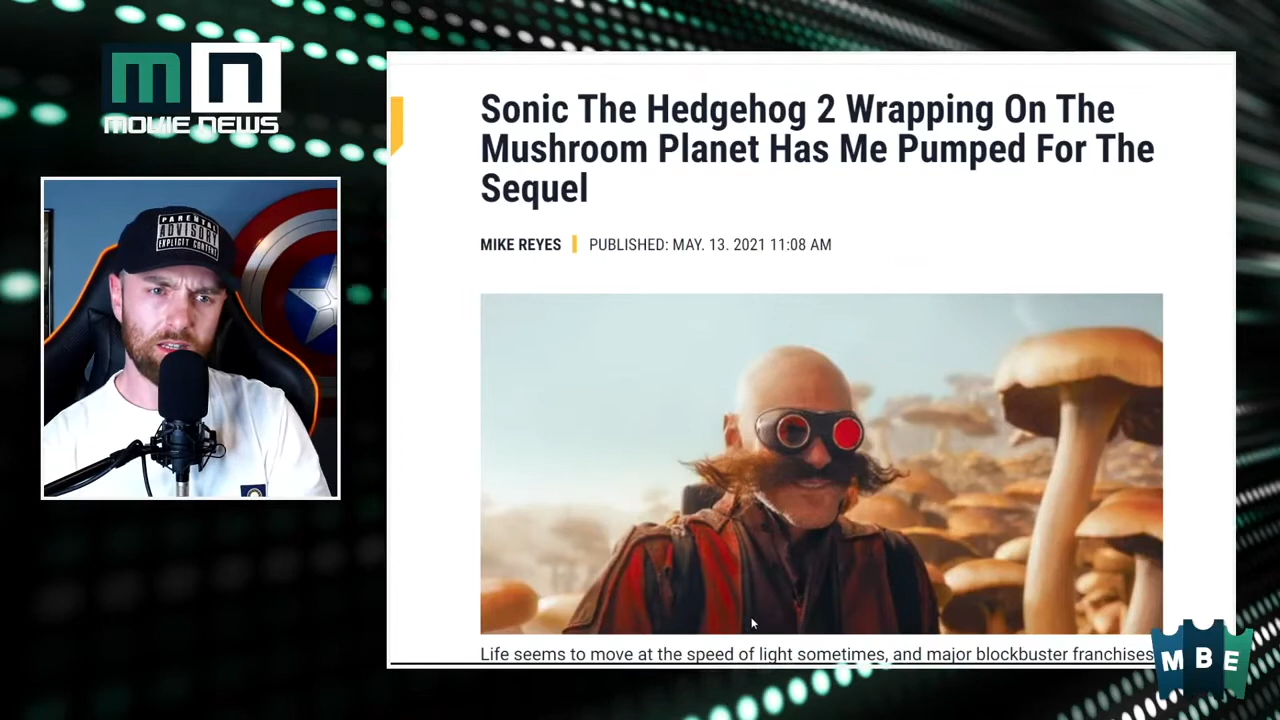 mn
MOVIE NEWS
PARENTAL
ADVISORY
EXPLICIT CONTENT
Sonic The Hedgehog 2 Wrapping On The
Mushroom Planet Has Me Pumped For The
Sequel
MIKE REYES
PUBLISHED: MAY. 13. 2021 11:08 AM
Life seems to move at the speed of light sometimes, and major blockbuster franchises
MBE